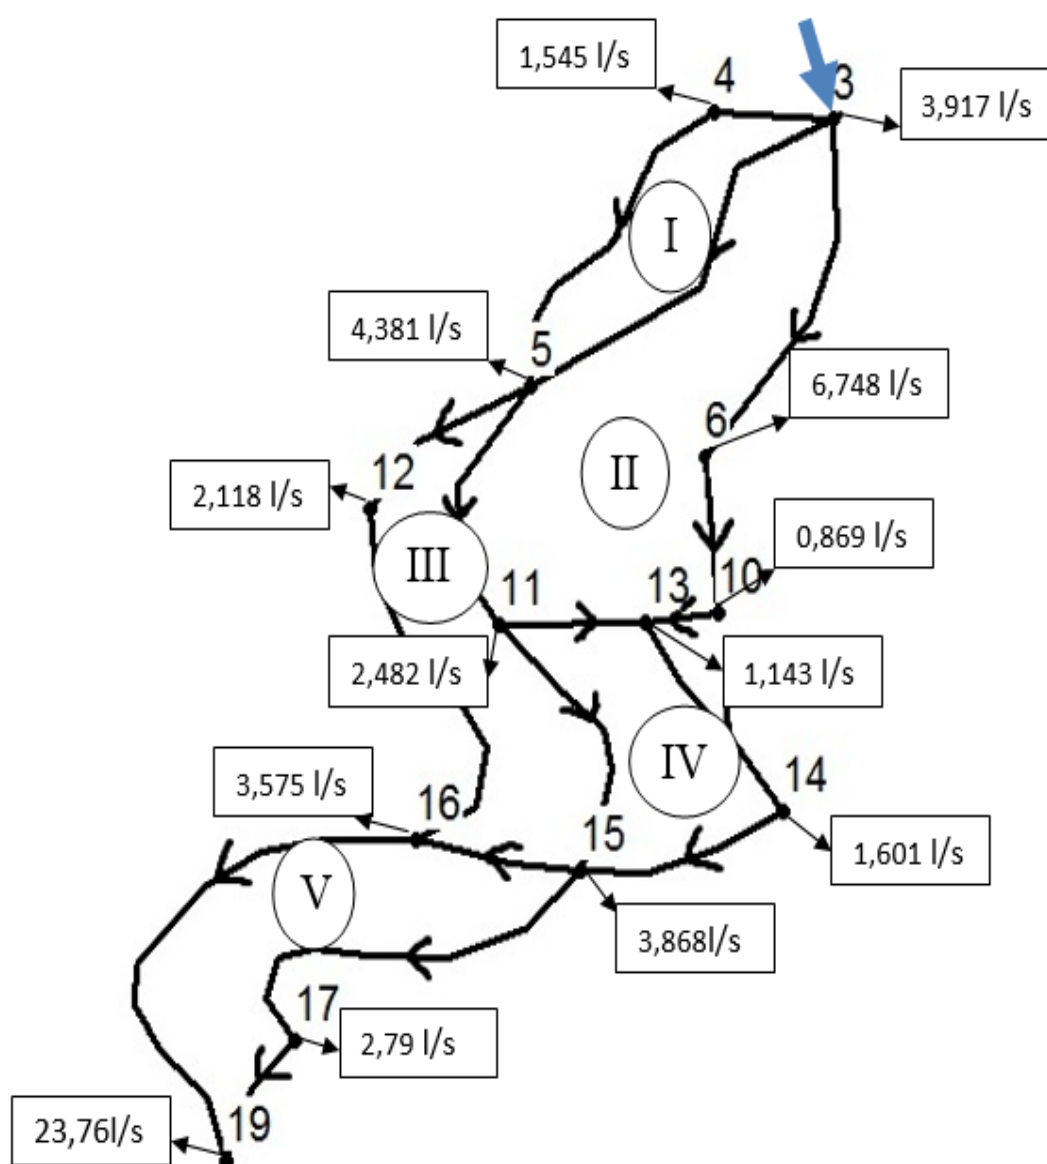 1,545 l/s
4
3
3,917 l/s
I
4,381 l/s
5
6,748 l/s
6
12
II
2,118 l/s
0,869 l/s
III
11
13
10
2,482 l/s
1,143 l/s
IV
14
3,575 l/s
16
15
1,601 l/s
V
3,868l/s
17
2,79 l/s
23,76l/s
19